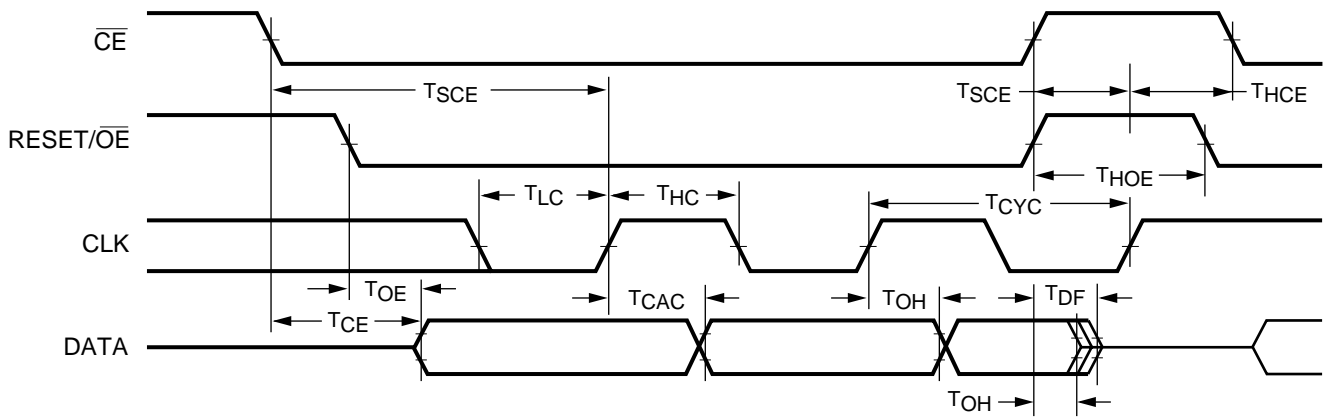 CE
TSCE TSCE THCE
RESET/OE
TLC THC TCYC THOE
CLK
TOE TCAC TOH TDF
TCE
DATA
TOH